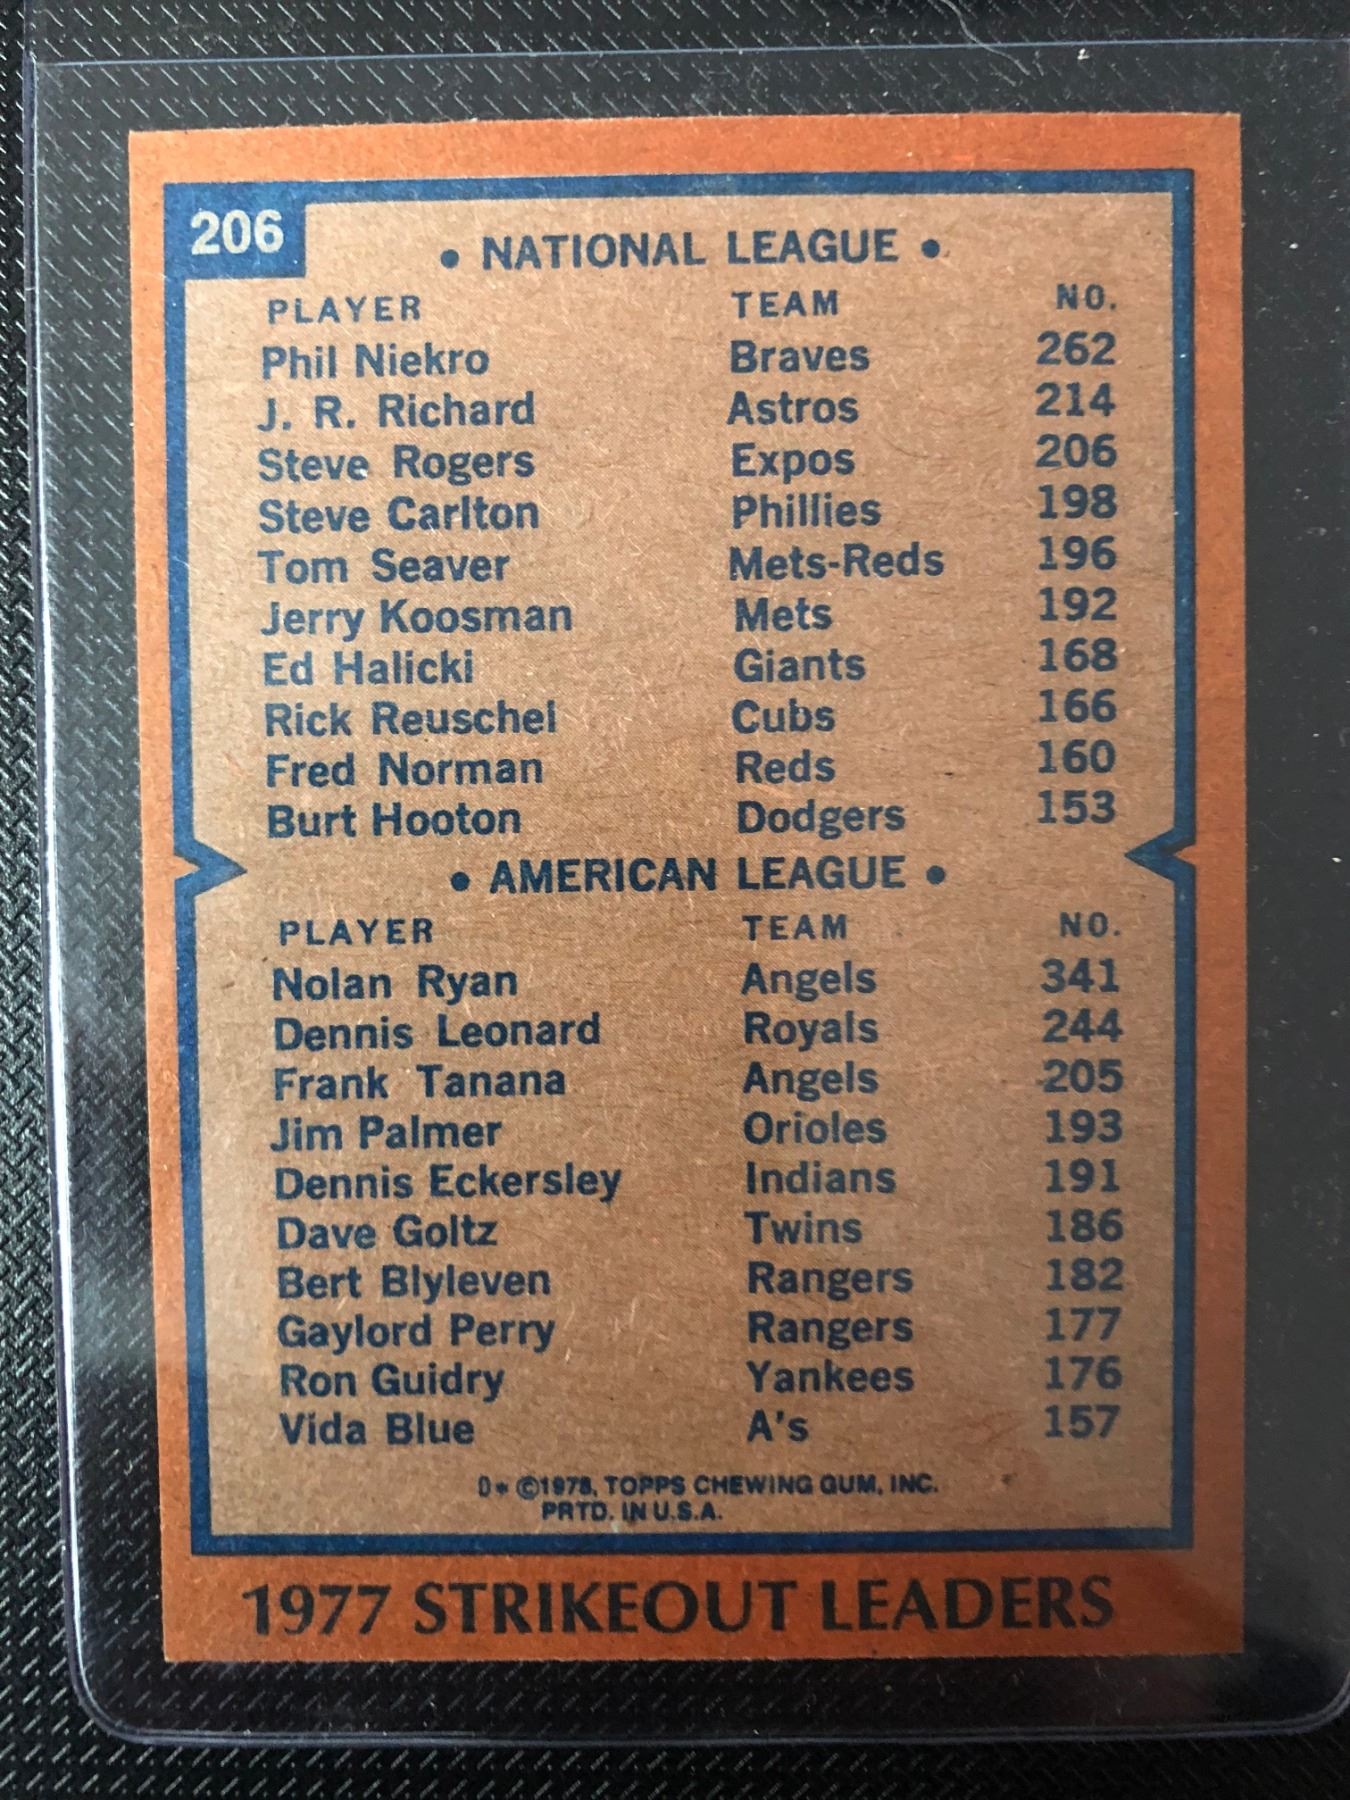 206
• NATIONAL LEAGUE •
PLAYER TEAM NO.
Phil Niekro Braves 262
J. R. Richard Astros 214
Steve Rogers Expos 206
Steve Carlton Phillies 198
Tom Seaver Mets-Reds 196
Jerry Koosman Mets 192
Ed Halicki Giants 168
Rick Reuschel Cubs 166
Fred Norman Reds 160
Burt Hooton Dodgers 153
• AMERICAN LEAGUE •
PLAYER TEAM NO.
Nolan Ryan Angels 341
Dennis Leonard Royals 244
Frank Tanana Angels 205
Jim Palmer Orioles 193
Dennis Eckersley Indians 191
Dave Goltz Twins 186
Bert Blyleven Rangers 182
Gaylord Perry Rangers 177
Ron Guidry Yankees 176
Vida Blue A's 157
D* ©1978, TOPPS CHEWING GUM, INC.
PRTD. IN U.S.A.
1977 STRIKEOUT LEADERS